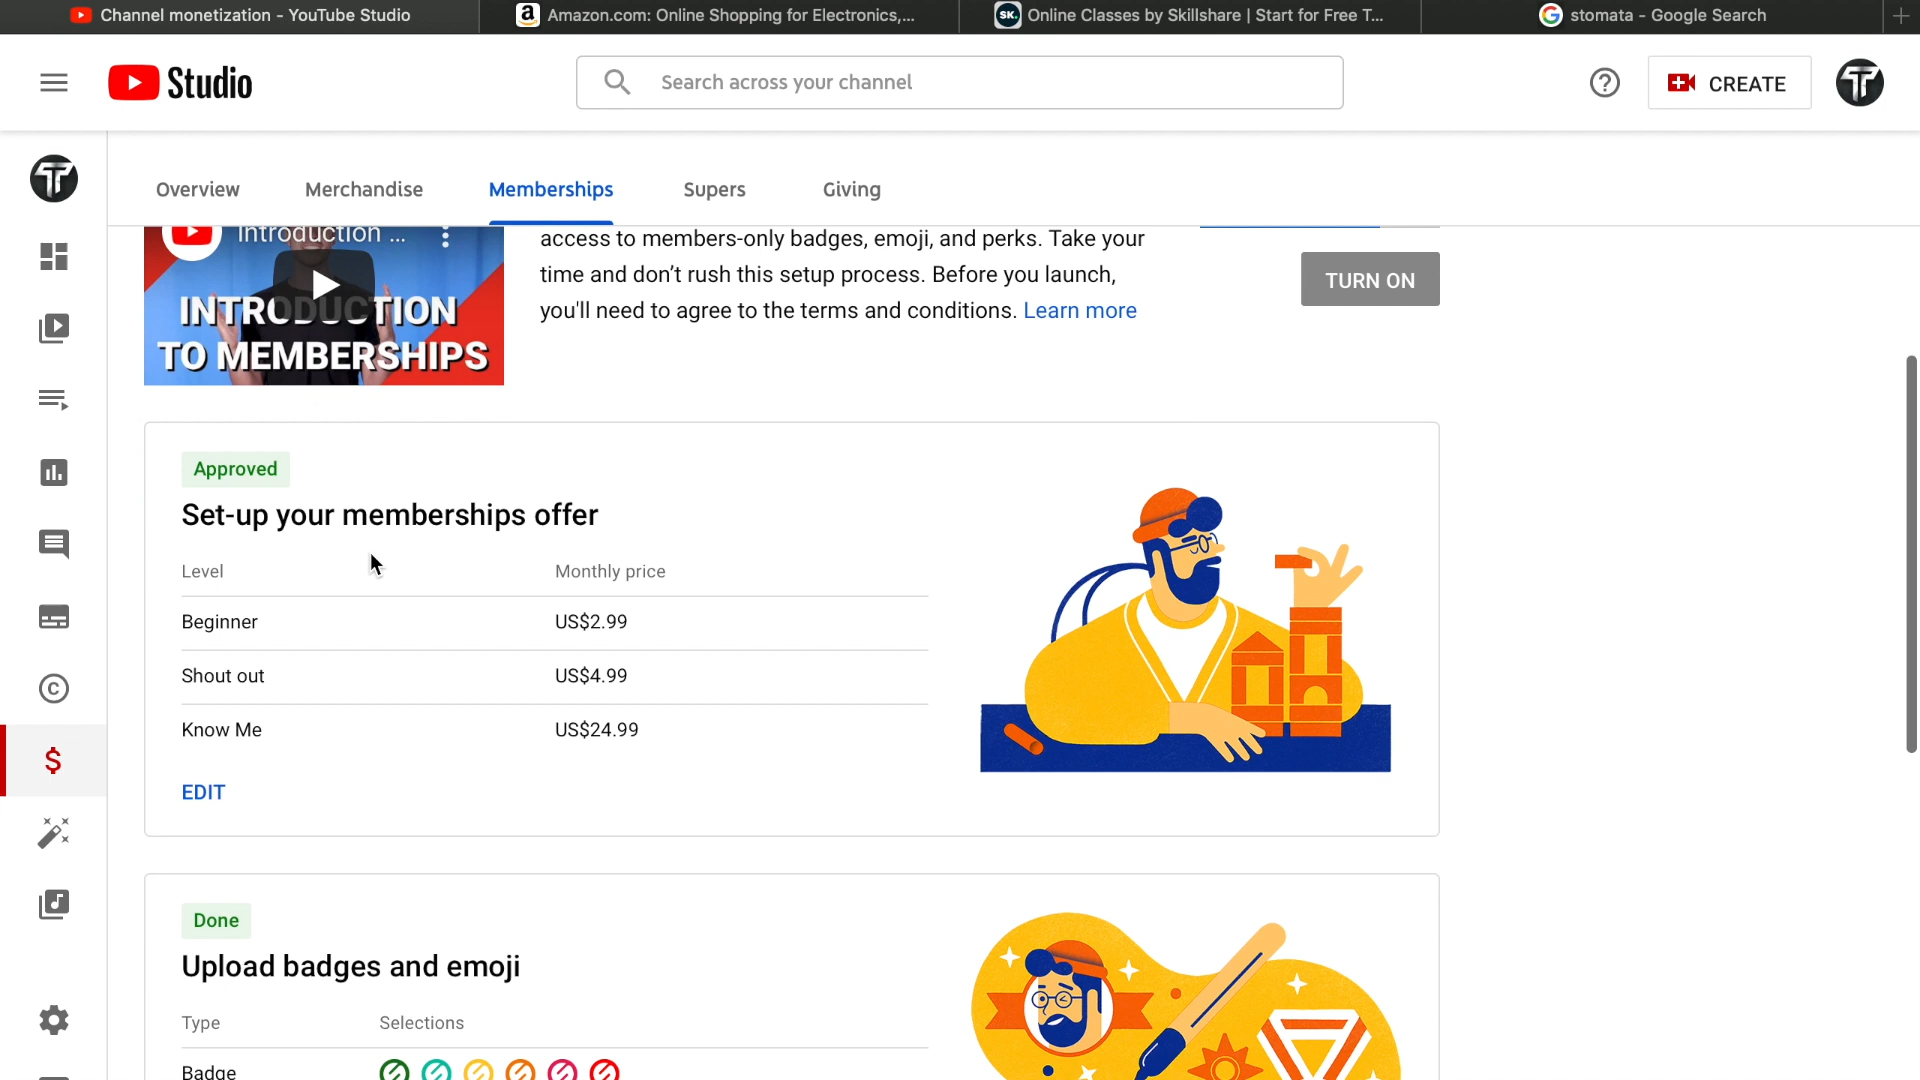 Channel monetization - YouTube Studio
Amazon.com: Online Shopping for Electronics,...
SK.
Online Classes by Skillshare | Start for Free T...
stomata - Google Search
Studio
Search across your channel
CREATE
Overview
Merchandise
Memberships
Supers
Giving
Introduction ...
INTRODUCTION
TO MEMBERSHIPS
access to members-only badges, emoji, and perks. Take your
time and don't rush this setup process. Before you launch,
you'll need to agree to the terms and conditions. Learn more
TURN ON
Approved
Set-up your memberships offer
Level Monthly price
Beginner US$2.99
Shout out US$4.99
Know Me US$24.99
EDIT
Done
Upload badges and emoji
Type Selections
Badge